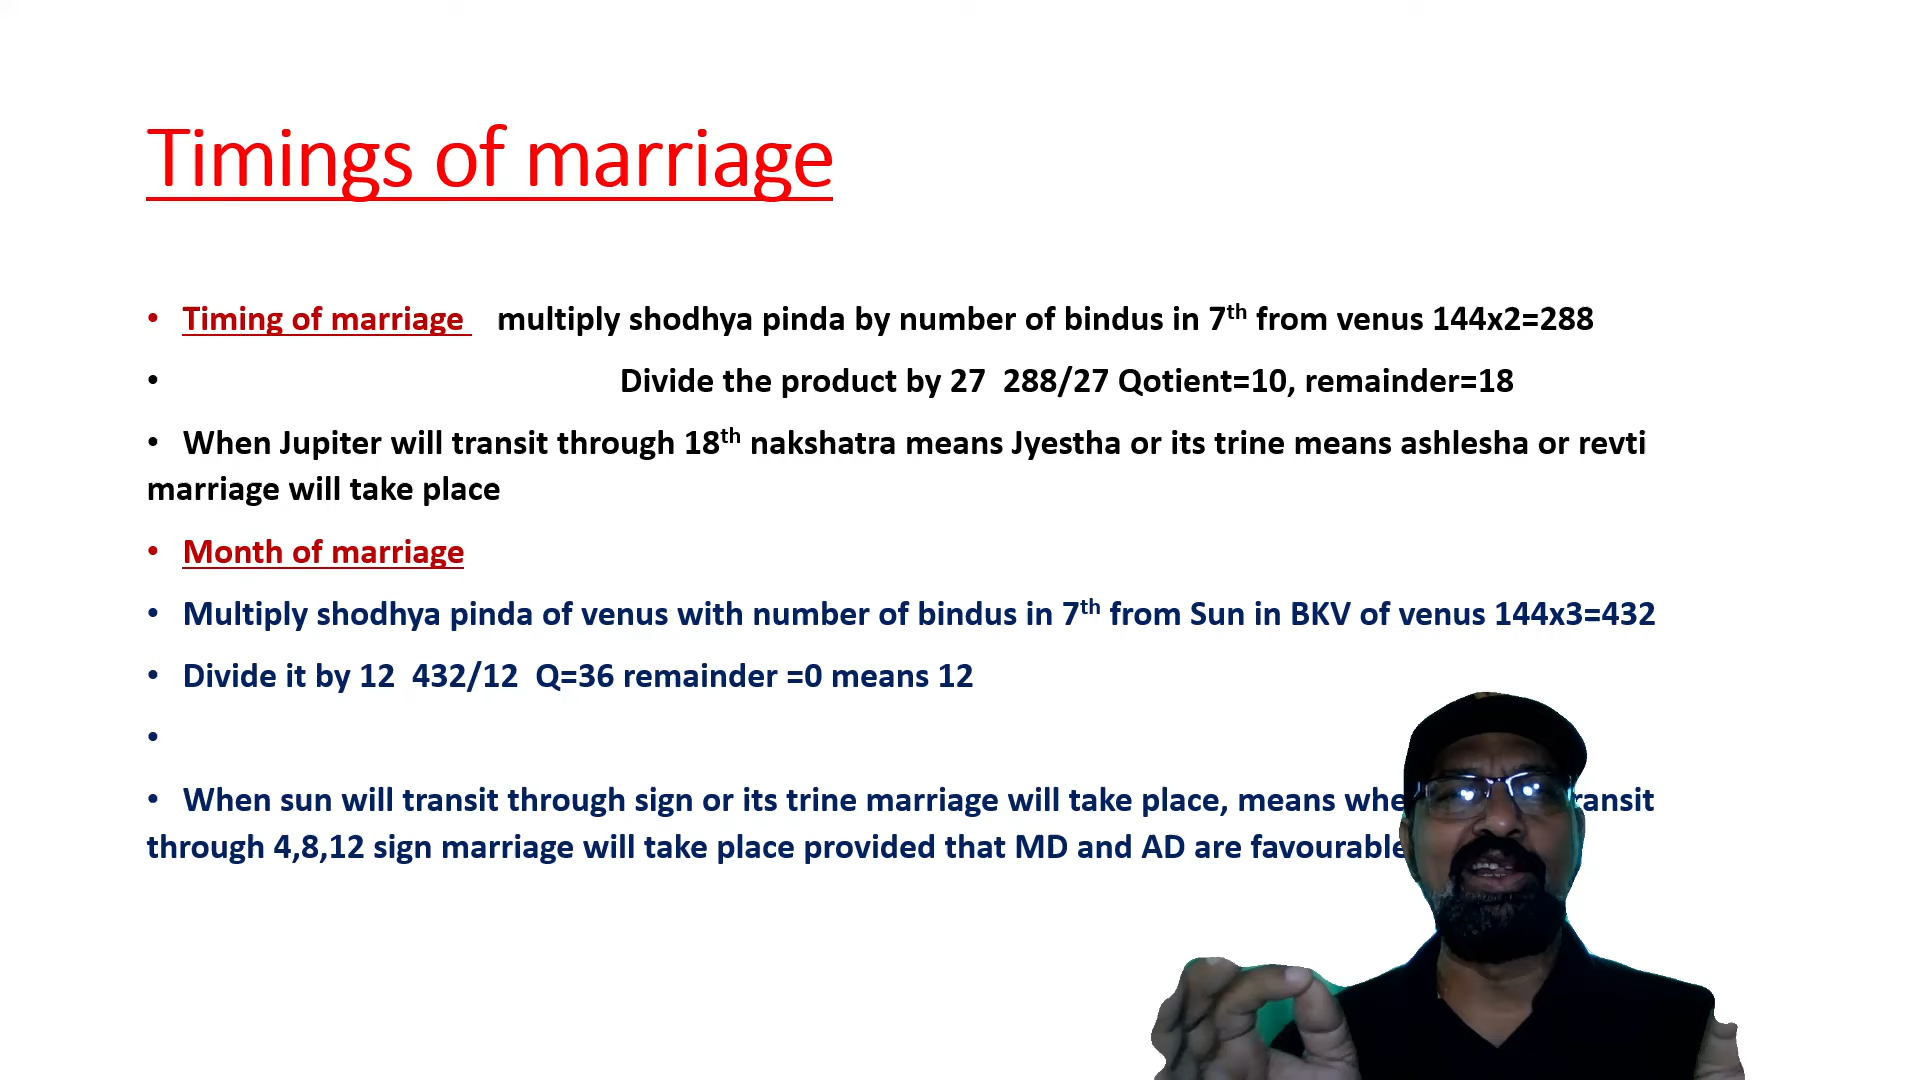 Timings of marriage
• Timing of marriage multiply shodhya pinda by number of bindus in 7th from venus 144x2=288
• Divide the product by 27 288/27 Qotient=10, remainder=18
• When Jupiter will transit through 18th nakshatra means Jyestha or its trine means ashlesha or revti
marriage will take place
• Month of marriage
• Multiply shodhya pinda of venus with number of bindus in 7th from Sun in BKV of venus 144x3=432
• Divide it by 12 432/12 Q=36 remainder =0 means 12
•
• When sun will transit through sign or its trine marriage will take place, means
through 4,8,12 sign marriage will take place provided that MD and AD are favourable